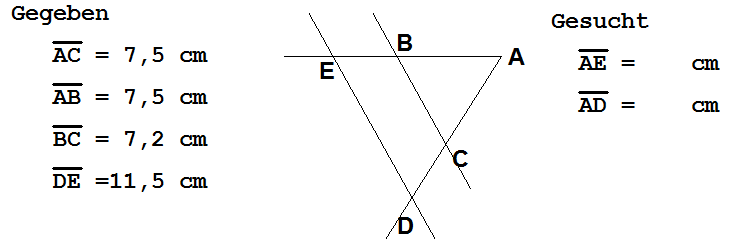 Gegeben
AC = 7,5 cm
AB = 7,5 cm
BC = 7,2 cm
DE =11,5 cm
B
A
E
C
D
Gesucht
AE = cm
AD = cm